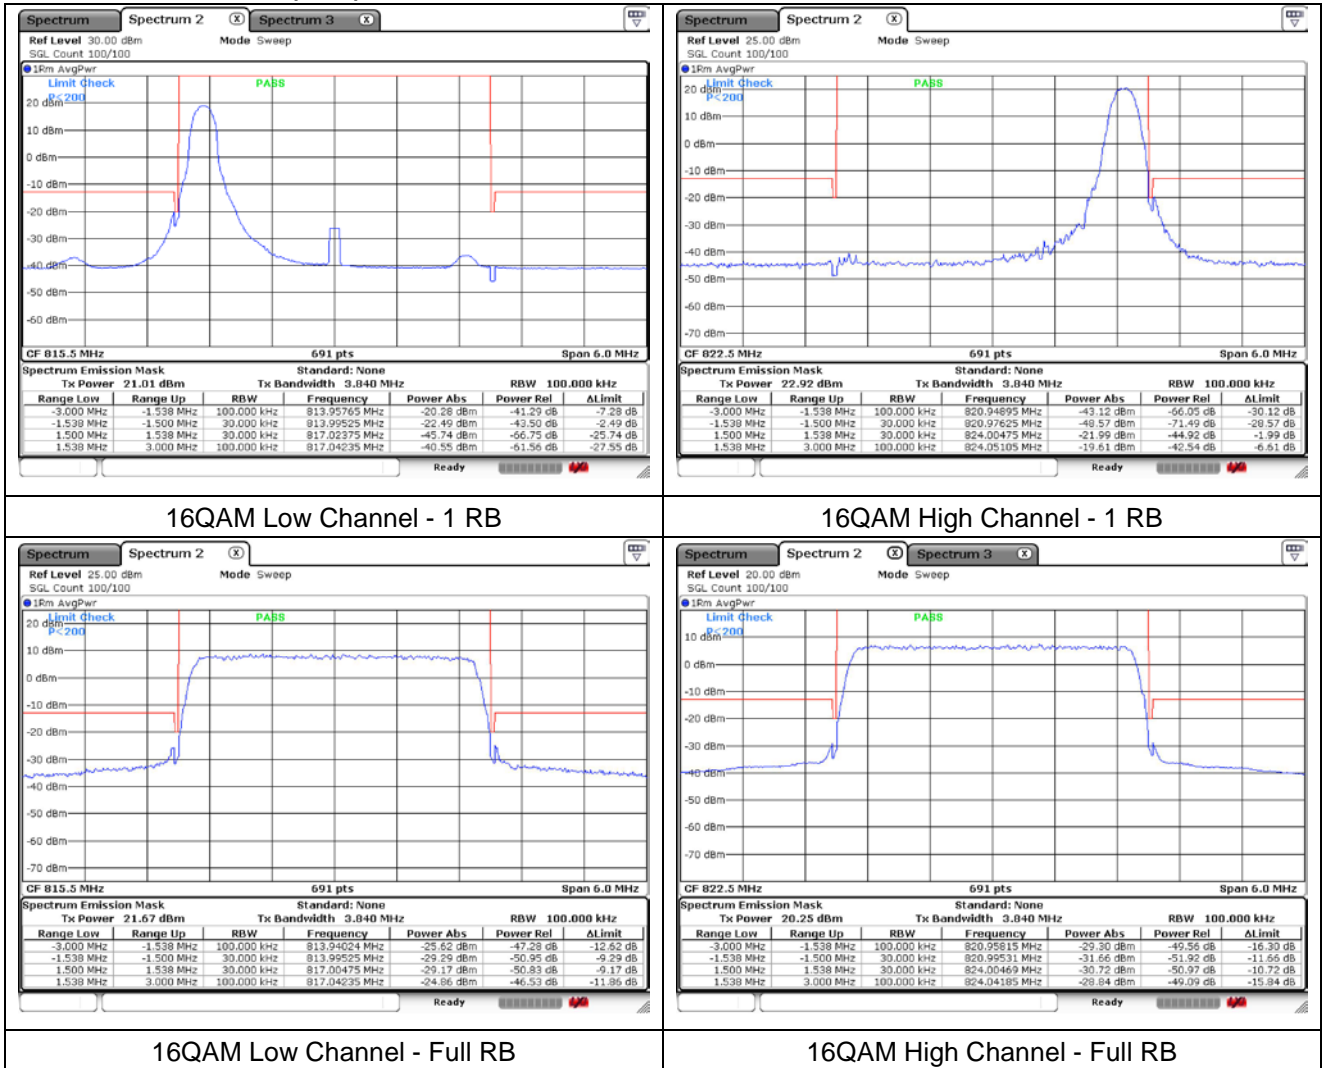 Spectrum Spectrum 2 X Spectrum 3 X
Ref Level 30.00 dBm Mode Sweep
SGL Count 100/100
1Rm AvgPwr
Limit Check PASS
P<200
20 dBm
10 dBm
0 dBm
-10 dBm
-20 dBm
-30 dBm
-40 dBm
-50 dBm
-60 dBm
CF 815.5 MHz 691 pts Span 6.0 MHz
Spectrum Emission Mask Standard: None
Tx Power 21.01 dBm Tx Bandwidth 3.840 MHz RBW 100.000 kHz
Range Low Range Up RBW Frequency Power Abs Power Rel ΔLimit
-3.000 MHz -1.538 MHz 100.000 kHz 813.95765 MHz -20.28 dBm -41.29 dB -7.28 dB
-1.538 MHz -1.500 MHz 30.000 kHz 813.99525 MHz -22.49 dBm -43.50 dB -2.49 dB
1.500 MHz 1.538 MHz 30.000 kHz 817.02375 MHz -45.74 dBm -66.75 dB -25.74 dB
1.538 MHz 3.000 MHz 100.000 kHz 817.04235 MHz -40.55 dBm -61.56 dB -27.55 dB
Ready
16QAM Low Channel - 1 RB
Spectrum Spectrum 2 X
Ref Level 25.00 dBm Mode Sweep
SGL Count 100/100
1Rm AvgPwr
Limit Check PASS
P<200
20 dBm
10 dBm
0 dBm
-10 dBm
-20 dBm
-30 dBm
-40 dBm
-50 dBm
-60 dBm
-70 dBm
CF 822.5 MHz 691 pts Span 6.0 MHz
Spectrum Emission Mask Standard: None
Tx Power 22.92 dBm Tx Bandwidth 3.840 MHz RBW 100.000 kHz
Range Low Range Up RBW Frequency Power Abs Power Rel ΔLimit
-3.000 MHz -1.538 MHz 100.000 kHz 820.94895 MHz -43.12 dBm -66.05 dB -30.12 dB
-1.538 MHz -1.500 MHz 30.000 kHz 820.97625 MHz -48.57 dBm -71.49 dB -28.57 dB
1.500 MHz 1.538 MHz 30.000 kHz 824.00475 MHz -21.99 dBm -44.92 dB -1.99 dB
1.538 MHz 3.000 MHz 100.000 kHz 824.05105 MHz -19.61 dBm -42.54 dB -6.61 dB
Ready
16QAM High Channel - 1 RB
Spectrum Spectrum 2 X
Ref Level 25.00 dBm Mode Sweep
SGL Count 100/100
1Rm AvgPwr
Limit Check PASS
P<200
20 dBm
10 dBm
0 dBm
-10 dBm
-20 dBm
-30 dBm
-40 dBm
-50 dBm
-60 dBm
-70 dBm
CF 815.5 MHz 691 pts Span 6.0 MHz
Spectrum Emission Mask Standard: None
Tx Power 21.67 dBm Tx Bandwidth 3.840 MHz RBW 100.000 kHz
Range Low Range Up RBW Frequency Power Abs Power Rel ΔLimit
-3.000 MHz -1.538 MHz 100.000 kHz 813.94024 MHz -25.62 dBm -47.28 dB -12.62 dB
-1.538 MHz -1.500 MHz 30.000 kHz 813.99525 MHz -29.29 dBm -50.95 dB -9.29 dB
1.500 MHz 1.538 MHz 30.000 kHz 817.00475 MHz -29.17 dBm -50.83 dB -9.17 dB
1.538 MHz 3.000 MHz 100.000 kHz 817.04235 MHz -24.86 dBm -46.53 dB -11.86 dB
Ready
16QAM Low Channel - Full RB
Spectrum Spectrum 2 X Spectrum 3 X
Ref Level 20.00 dBm Mode Sweep
SGL Count 100/100
1Rm AvgPwr
Limit Check PASS
P<200
10 dBm
0 dBm
-10 dBm
-20 dBm
-30 dBm
-40 dBm
-50 dBm
-60 dBm
-70 dBm
CF 822.5 MHz 691 pts Span 6.0 MHz
Spectrum Emission Mask Standard: None
Tx Power 20.25 dBm Tx Bandwidth 3.840 MHz RBW 100.000 kHz
Range Low Range Up RBW Frequency Power Abs Power Rel ΔLimit
-3.000 MHz -1.538 MHz 100.000 kHz 820.95815 MHz -29.30 dBm -49.56 dB -16.30 dB
-1.538 MHz -1.500 MHz 30.000 kHz 820.99531 MHz -31.66 dBm -51.92 dB -11.66 dB
1.500 MHz 1.538 MHz 30.000 kHz 824.00469 MHz -30.72 dBm -50.97 dB -10.72 dB
1.538 MHz 3.000 MHz 100.000 kHz 824.04185 MHz -28.84 dBm -49.09 dB -15.84 dB
Ready
16QAM High Channel - Full RB